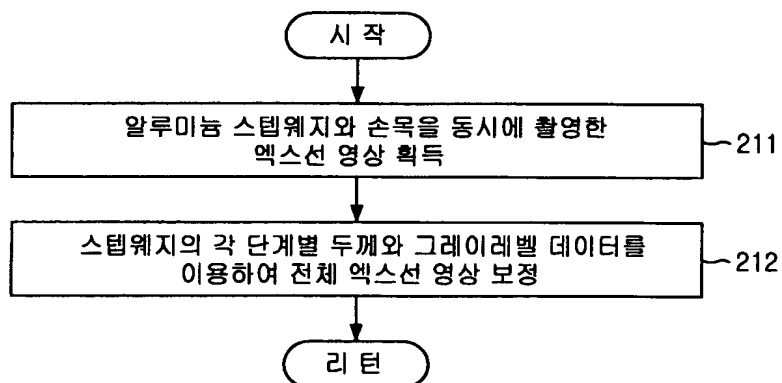 시 작
알루미늄 스텝웨지와 손목을 동시에 촬영한
엑스선 영상 획득
211
스텝웨지의 각 단계별 두께와 그레이레벨 데이터를
이용하여 전체 엑스선 영상 보정
212
리 턴